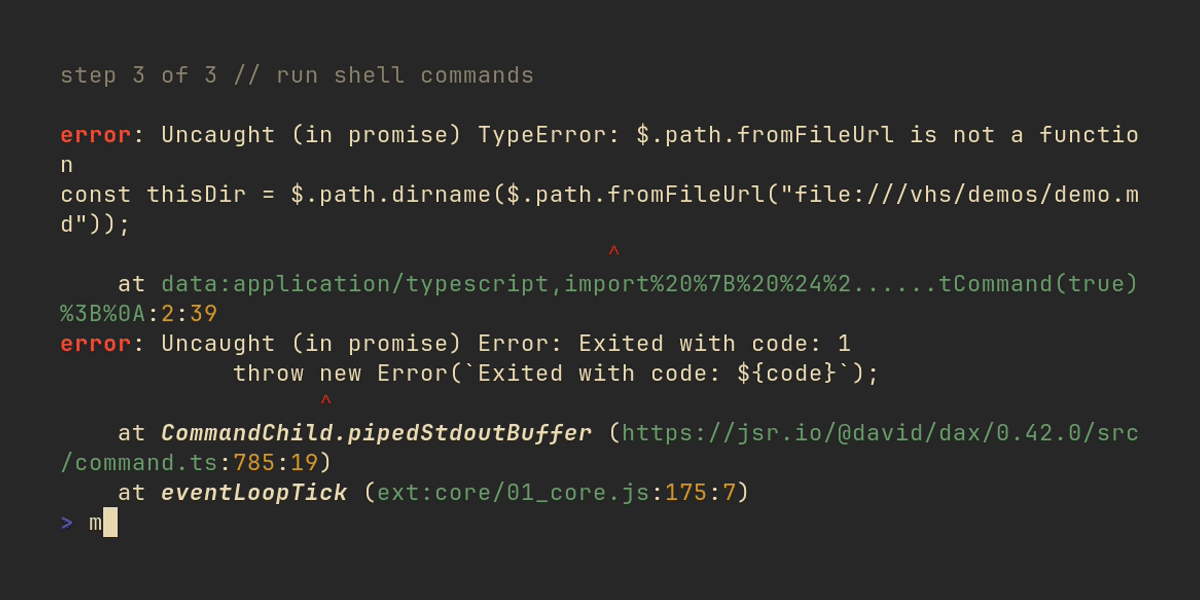 step 3 of 3 // run shell commands
error: Uncaught (in promise) TypeError: $.path.fromFileUrl is not a functio
n
const thisDir = $.path.dirname($.path.fromFileUrl("file:///vhs/demos/demo.m
d"));
^
at data:application/typescript,import%20%7B%20%24%2......tCommand(true)
%3B%0A:2:39
error: Uncaught (in promise) Error: Exited with code: 1
throw new Error(`Exited with code: ${code}`);
^
at CommandChild.pipedStdoutBuffer (https://jsr.io/@david/dax/0.42.0/src
/command.ts:785:19)
at eventLoopTick (ext:core/01_core.js:175:7)
> m